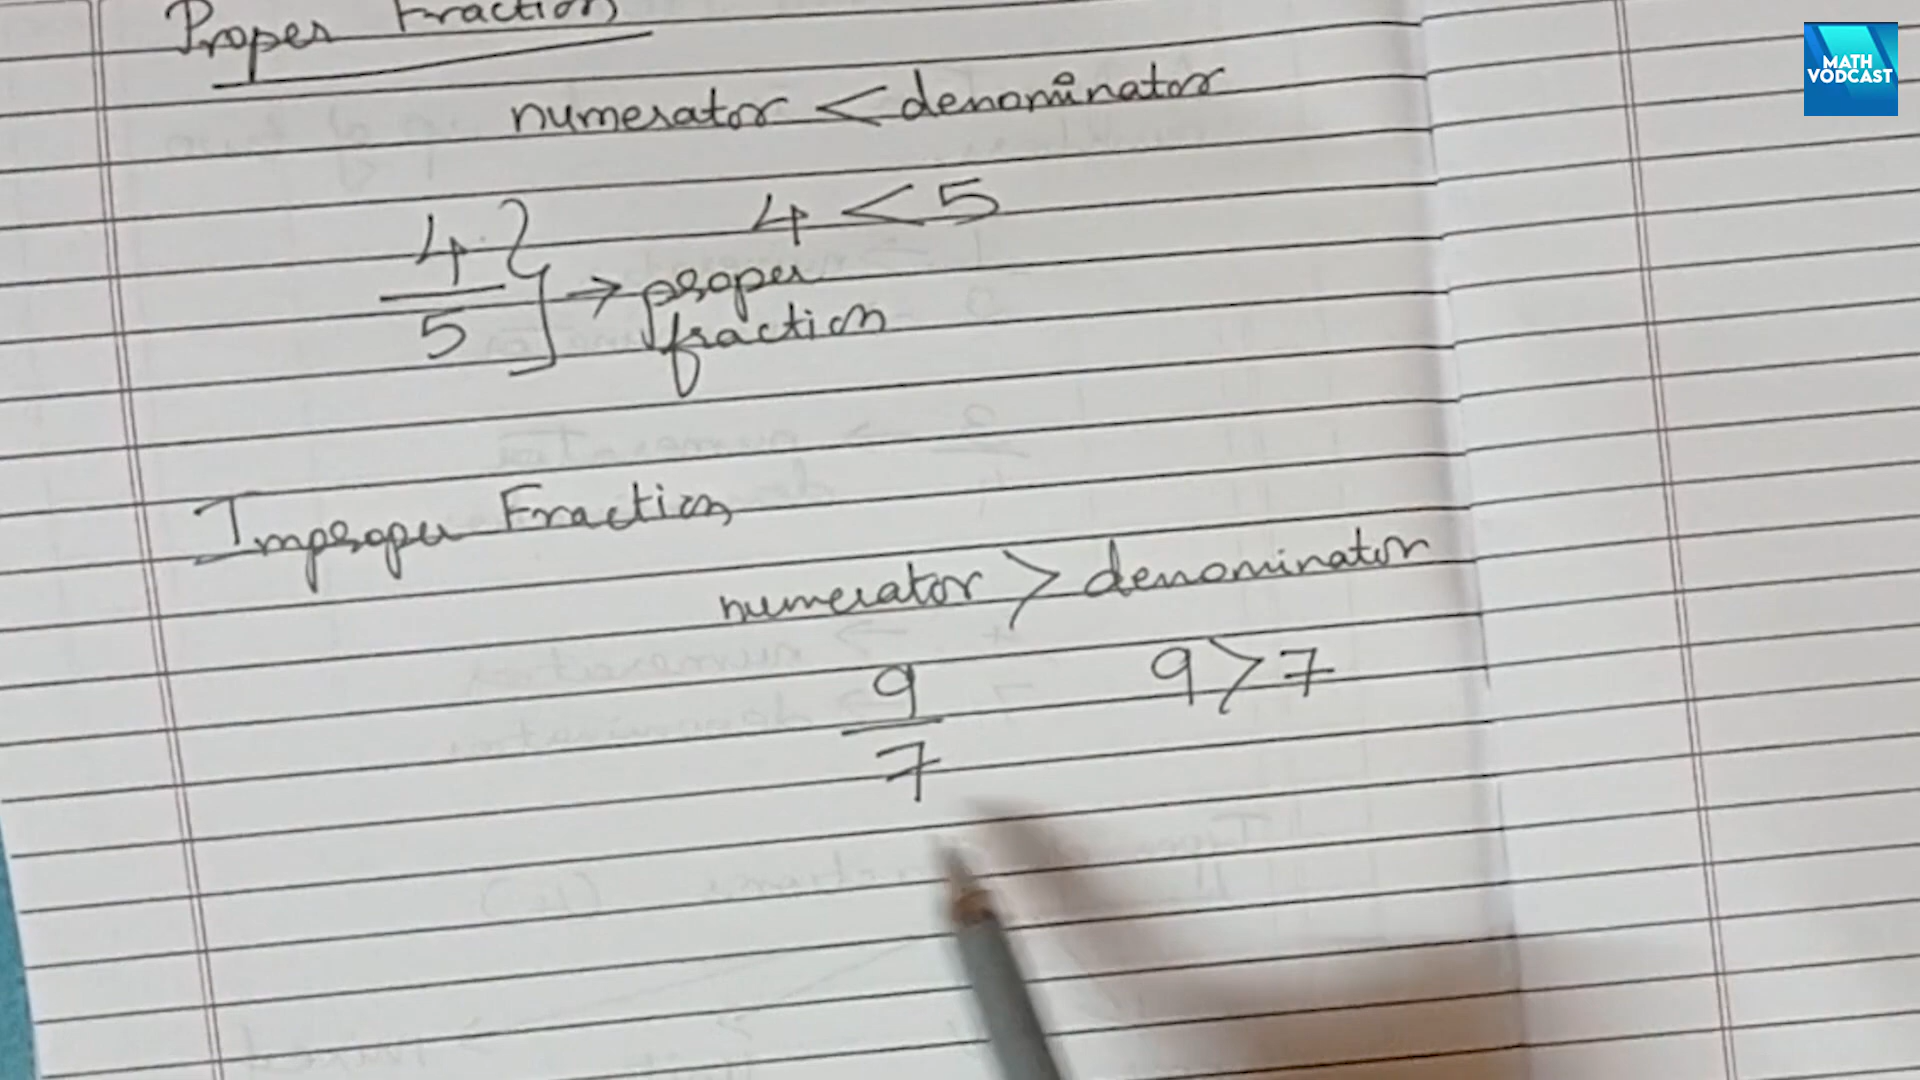 Proper Fraction
numerator < denominator
4/5 } → proper fraction
4 < 5
Improper Fraction
numerator > denominator
9/7
9 > 7
MATH
VODCAST